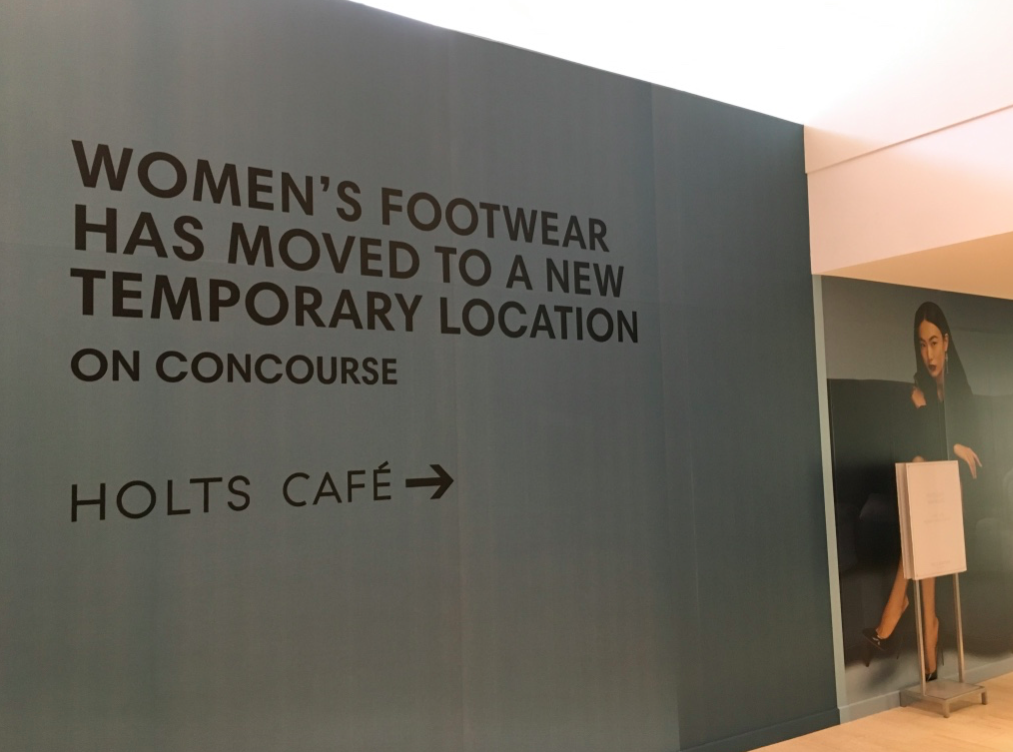 WOMEN'S FOOTWEAR
HAS MOVED TO A NEW
TEMPORARY LOCATION
ON CONCOURSE
HOLTS CAFÉ →